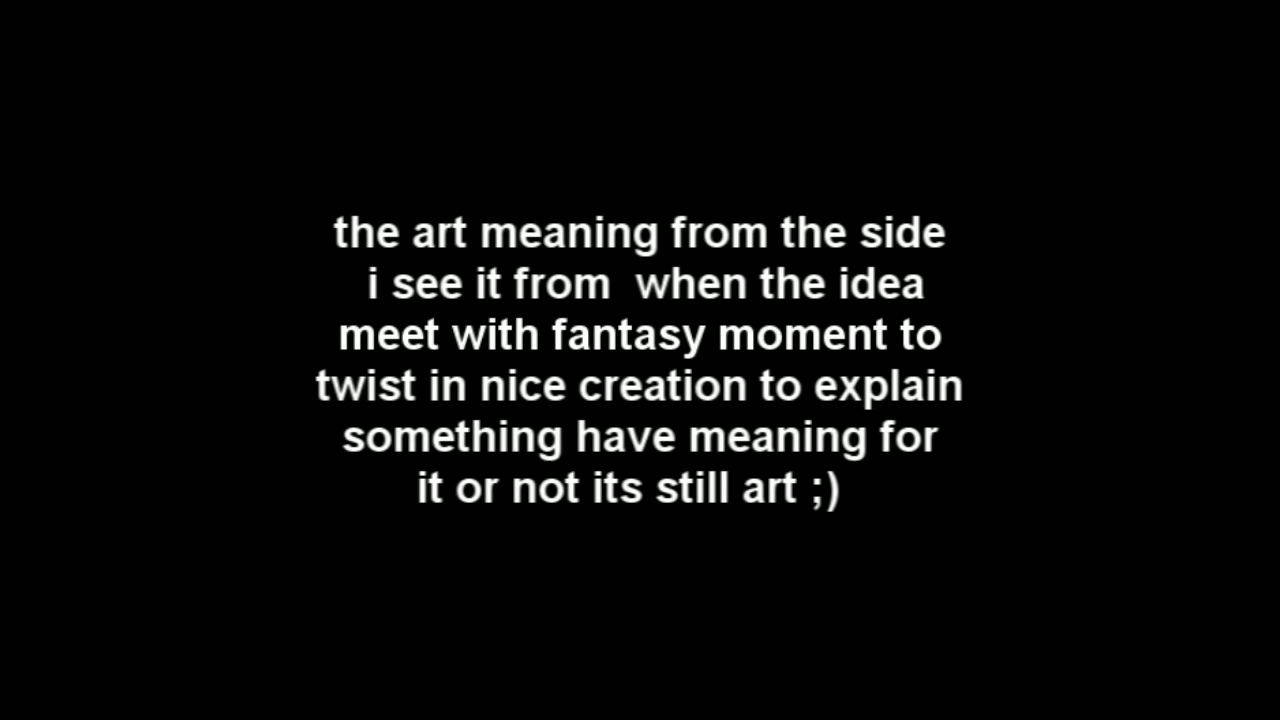 the art meaning from the side
i see it from  when the idea
meet with fantasy moment to
twist in nice creation to explain
something have meaning for
it or not its still art ;)